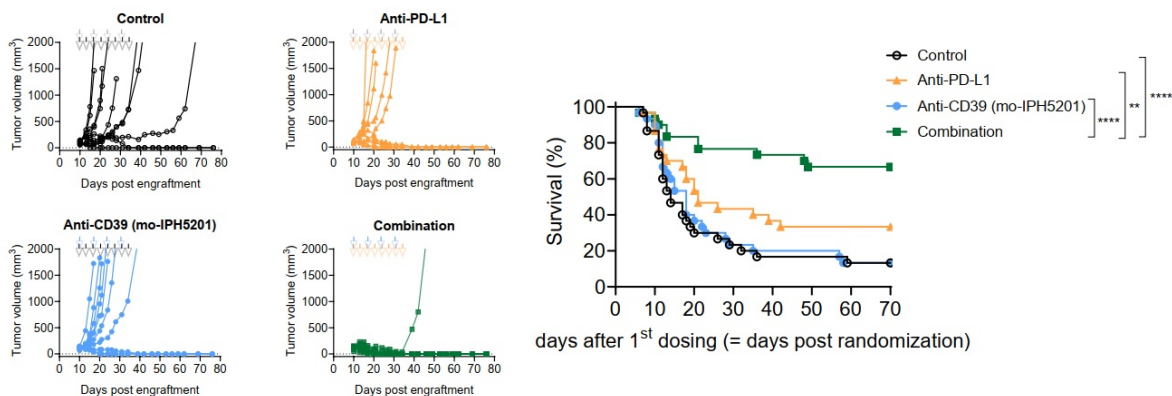 Control
Tumor volume (mm³)
2000
1500
1000
500
0
0 10 20 30 40 50 60 70 80
Days post engraftment
Anti-PD-L1
Tumor volume (mm³)
2000
1500
1000
500
0
0 10 20 30 40 50 60 70 80
Days post engraftment
Anti-CD39 (mo-IPH5201)
Tumor volume (mm³)
2000
1500
1000
500
0
0 10 20 30 40 50 60 70 80
Days post engraftment
Combination
Tumor volume (mm³)
2000
1500
1000
500
0
0 10 20 30 40 50 60 70 80
Days post engraftment
Control
Anti-PD-L1
Anti-CD39 (mo-IPH5201)
Combination
****
**
****
Survival (%)
100
80
60
40
20
0
0 10 20 30 40 50 60 70
days after 1st dosing (= days post randomization)